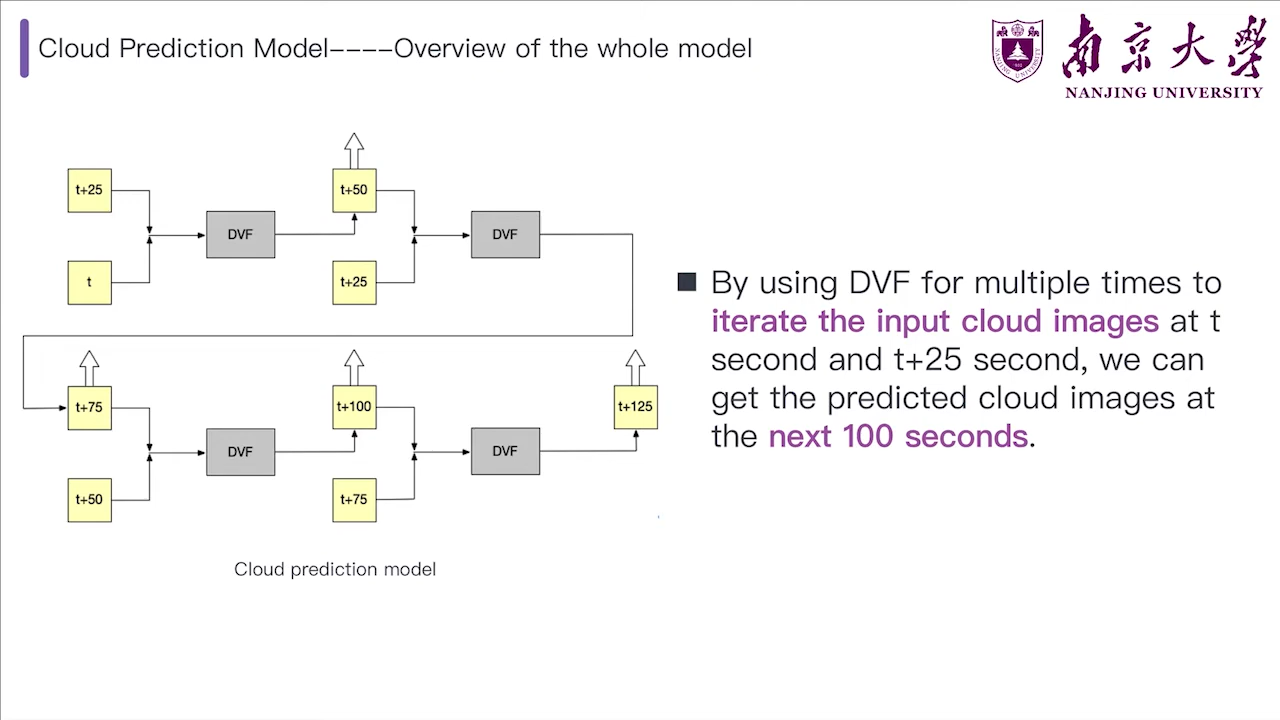 Cloud Prediction Model----Overview of the whole model
南京大學
NANJING UNIVERSITY
t+25
t+50
DVF
DVF
t
t+25
t+75
t+100
t+125
DVF
DVF
t+50
t+75
Cloud prediction model
By using DVF for multiple times to
iterate the input cloud images at t
second and t+25 second, we can
get the predicted cloud images at
the next 100 seconds.